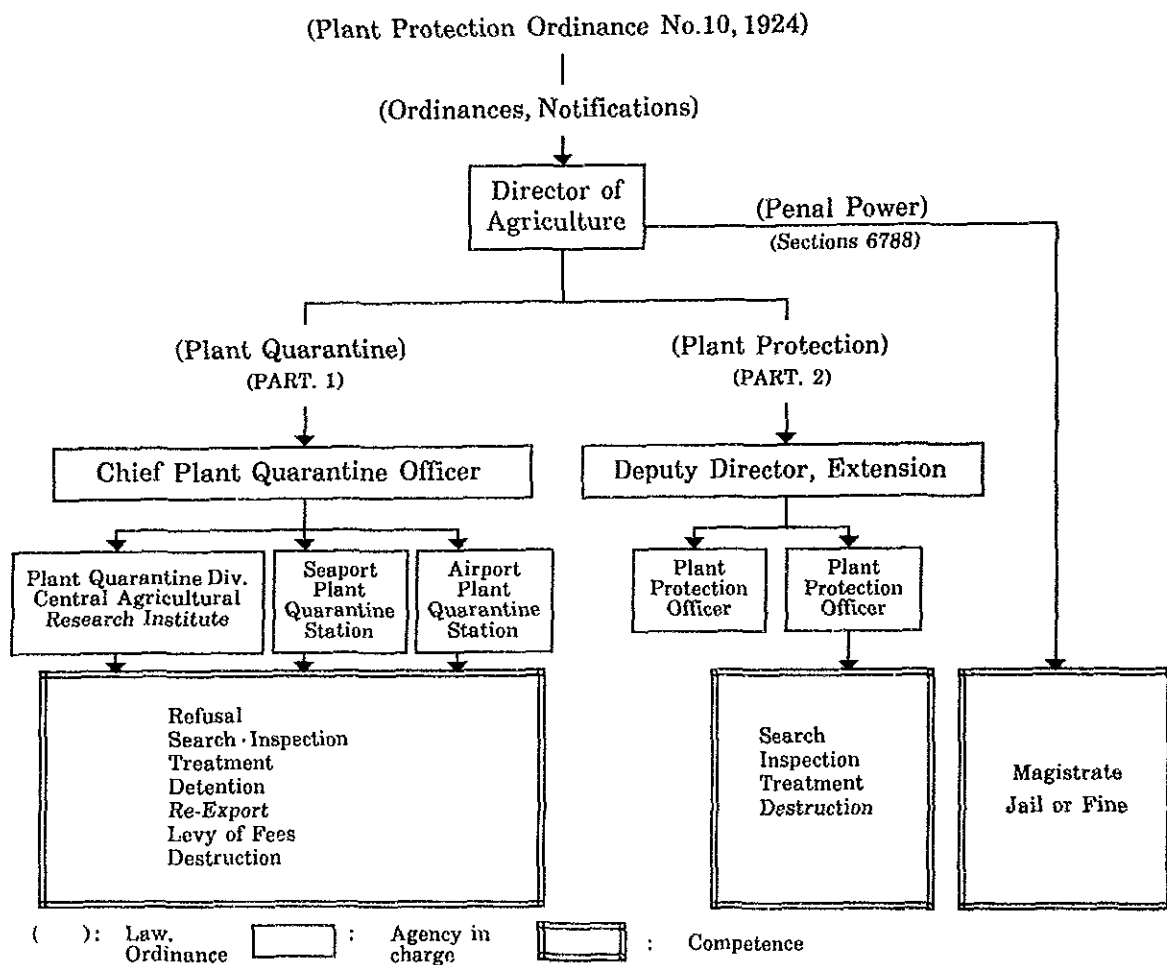 (Plant Protection Ordinance No.10, 1924)
(Ordinances, Notifications)
Director of
Agriculture
(Penal Power)
(Sections 6788)
(Plant Quarantine)
(PART. 1)
(Plant Protection)
(PART. 2)
Chief Plant Quarantine Officer
Deputy Director, Extension
Plant Quarantine Div.
Central Agricultural
Research Institute
Seaport
Plant
Quarantine
Station
Airport
Plant
Quarantine
Station
Plant
Protection
Officer
Plant
Protection
Officer
Refusal
Search · Inspection
Treatment
Detention
Re-Export
Levy of Fees
Destruction
Search
Inspection
Treatment
Destruction
Magistrate
Jail or Fine
( ): Law,
Ordinance
: Agency in
charge
: Competence